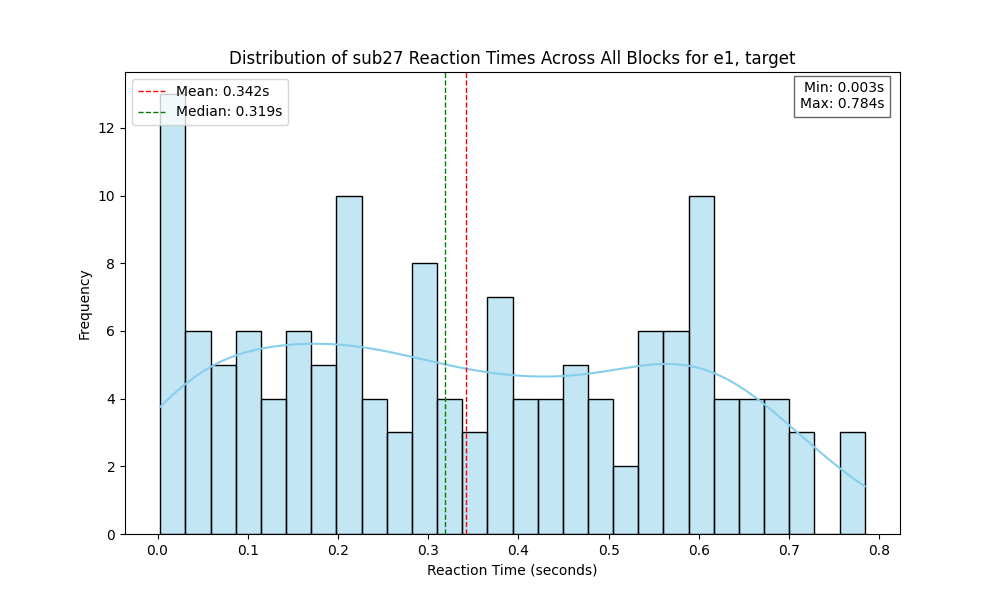 Distribution of sub27 Reaction Times Across All Blocks for e1, target
Mean: 0.342s
Median: 0.319s
Min: 0.003s
Max: 0.784s
Frequency
12
10
8
6
4
2
0
0.0 0.1 0.2 0.3 0.4 0.5 0.6 0.7 0.8
Reaction Time (seconds)